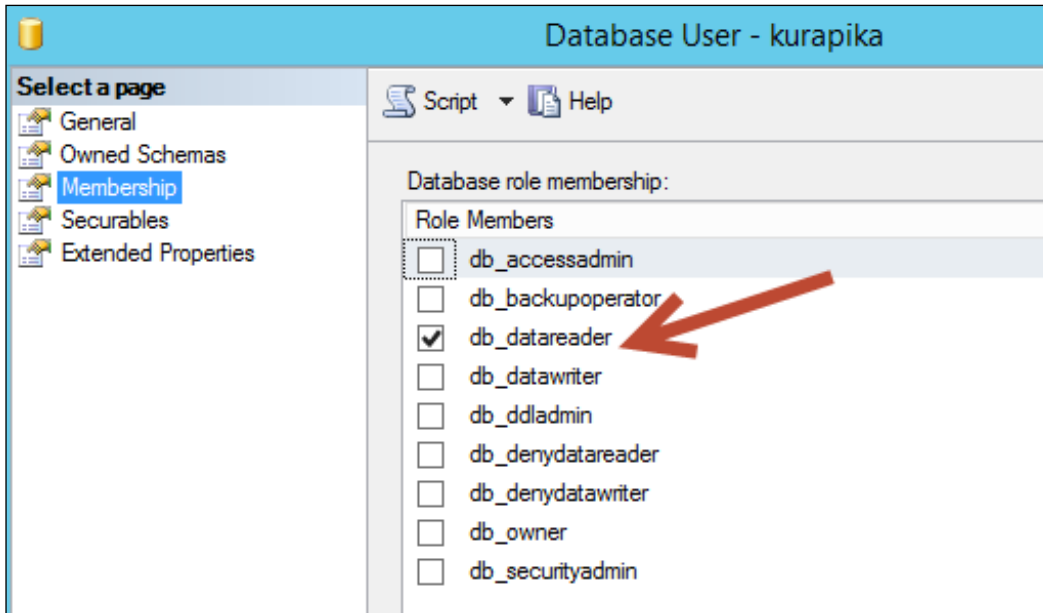 Database User - kurapika
Select a page
General
Owned Schemas
Membership
Securables
Extended Properties
Script Help
Database role membership:
Role Members
db_accessadmin
db_backupoperator
db_datareader
db_datawriter
db_ddladmin
db_denydatareader
db_denydatawriter
db_owner
db_securityadmin